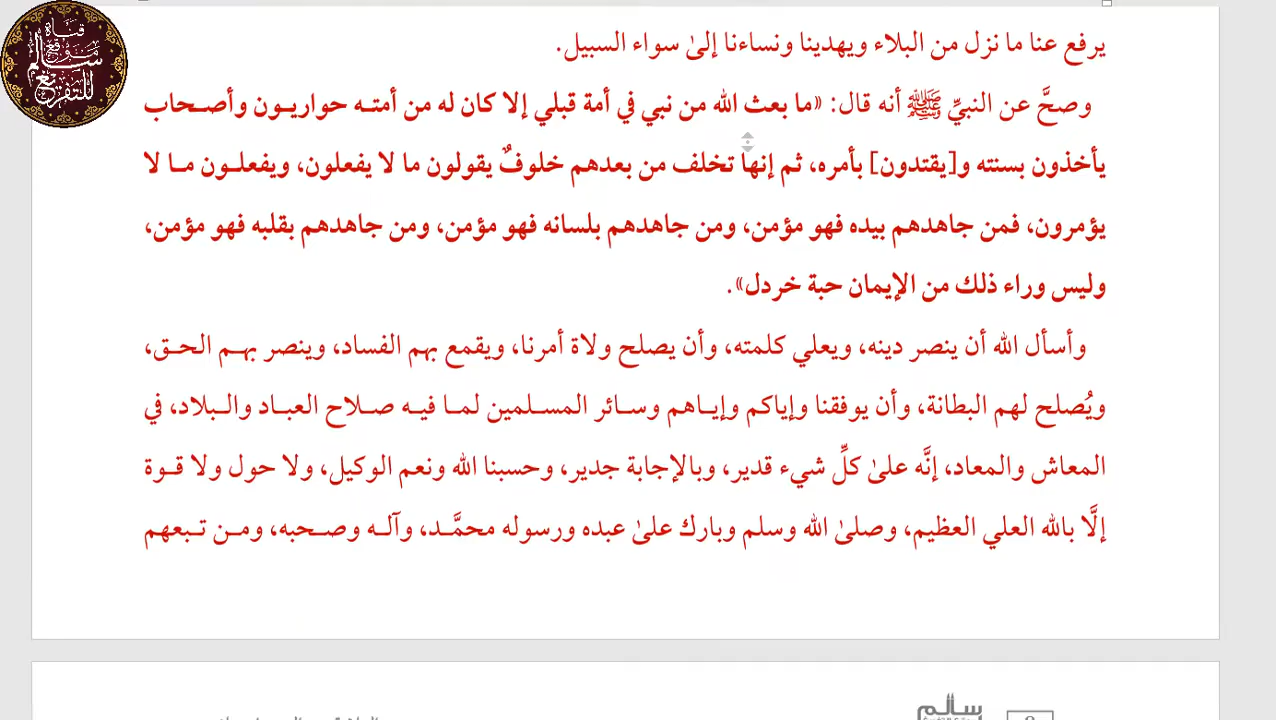 قناة
موقع
سالم
للتفريغ
يرفع عنا ما نزل من البلاء ويهدينا ونساءنا إلىٰ سواء السبيل.
وصحَّ عن النبيِّ ﷺ أنه قال: «ما بعث الله من نبي في أمة قبلي إلا كان له من أمته حواريون وأصحاب
يأخذون بسنته و[يقتدون] بأمره، ثم إنها تخلف من بعدهم خلوفٌ يقولون ما لا يفعلون، ويفعلون ما لا
يؤمرون، فمن جاهدهم بيده فهو مؤمن، ومن جاهدهم بلسانه فهو مؤمن، ومن جاهدهم بقلبه فهو مؤمن،
وليس وراء ذلك من الإيمان حبة خردل».
وأسأل الله أن ينصر دينه، ويعلي كلمته، وأن يصلح ولاة أمرنا، ويقمع بهم الفساد، وينصر بهم الحق،
ويُصلح لهم البطانة، وأن يوفقنا وإياكم وإياهم وسائر المسلمين لما فيه صلاح العباد والبلاد، في
المعاش والمعاد، إنَّه علىٰ كلِّ شيء قدير، وبالإجابة جدير، وحسبنا الله ونعم الوكيل، ولا حول ولا قوة
إلَّا بالله العلي العظيم، وصلىٰ الله وسلم وبارك علىٰ عبده ورسوله محمَّد، وآله وصحبه، ومن تبعهم
سالم